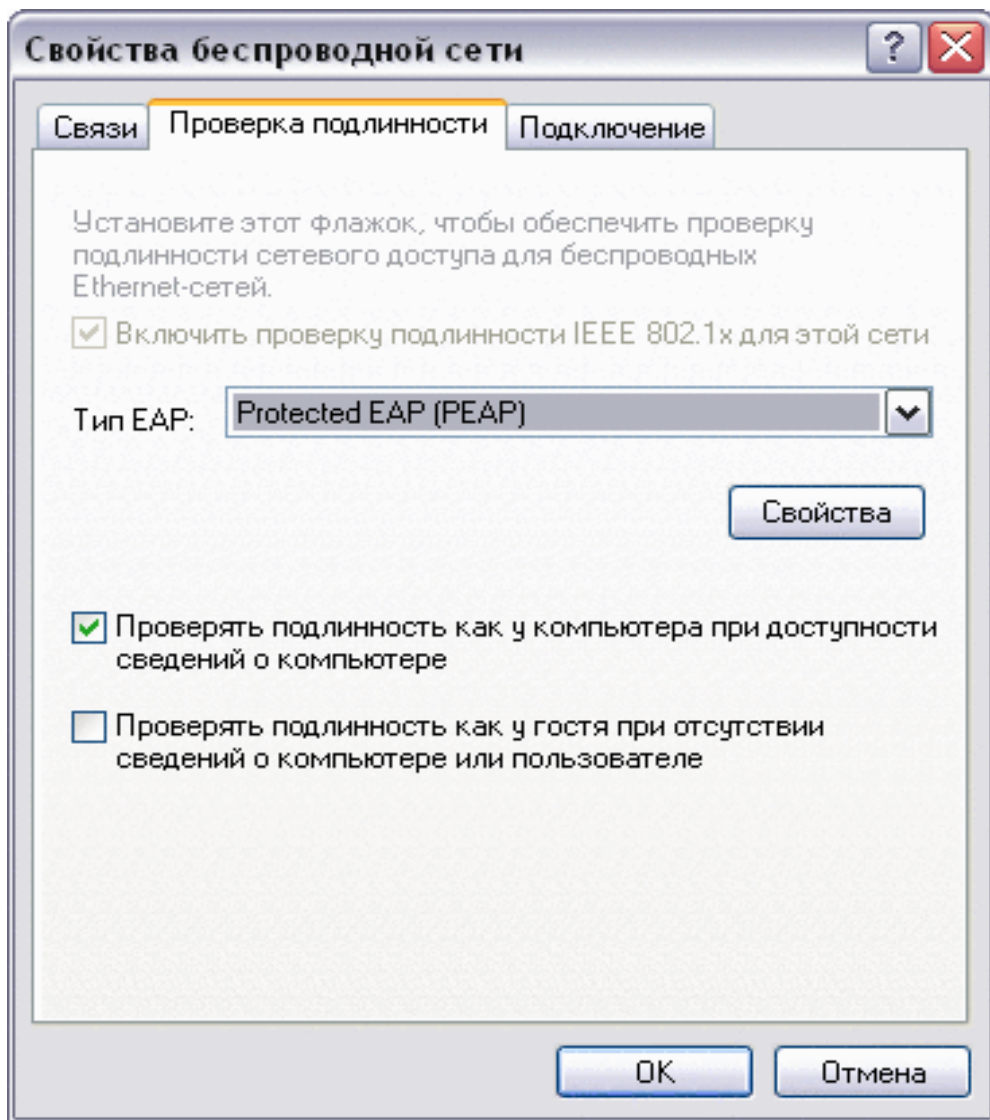 Свойства беспроводной сети
Связи Проверка подлинности Подключение
Установите этот флажок, чтобы обеспечить проверку
подлинности сетевого доступа для беспроводных
Ethernet-сетей.
Включить проверку подлинности IEEE 802.1x для этой сети
Тип EAP: Protected EAP (PEAP)
Свойства
Проверять подлинность как у компьютера при доступности
сведений о компьютере
Проверять подлинность как у гостя при отсутствии
сведений о компьютере или пользователе
OK Отмена